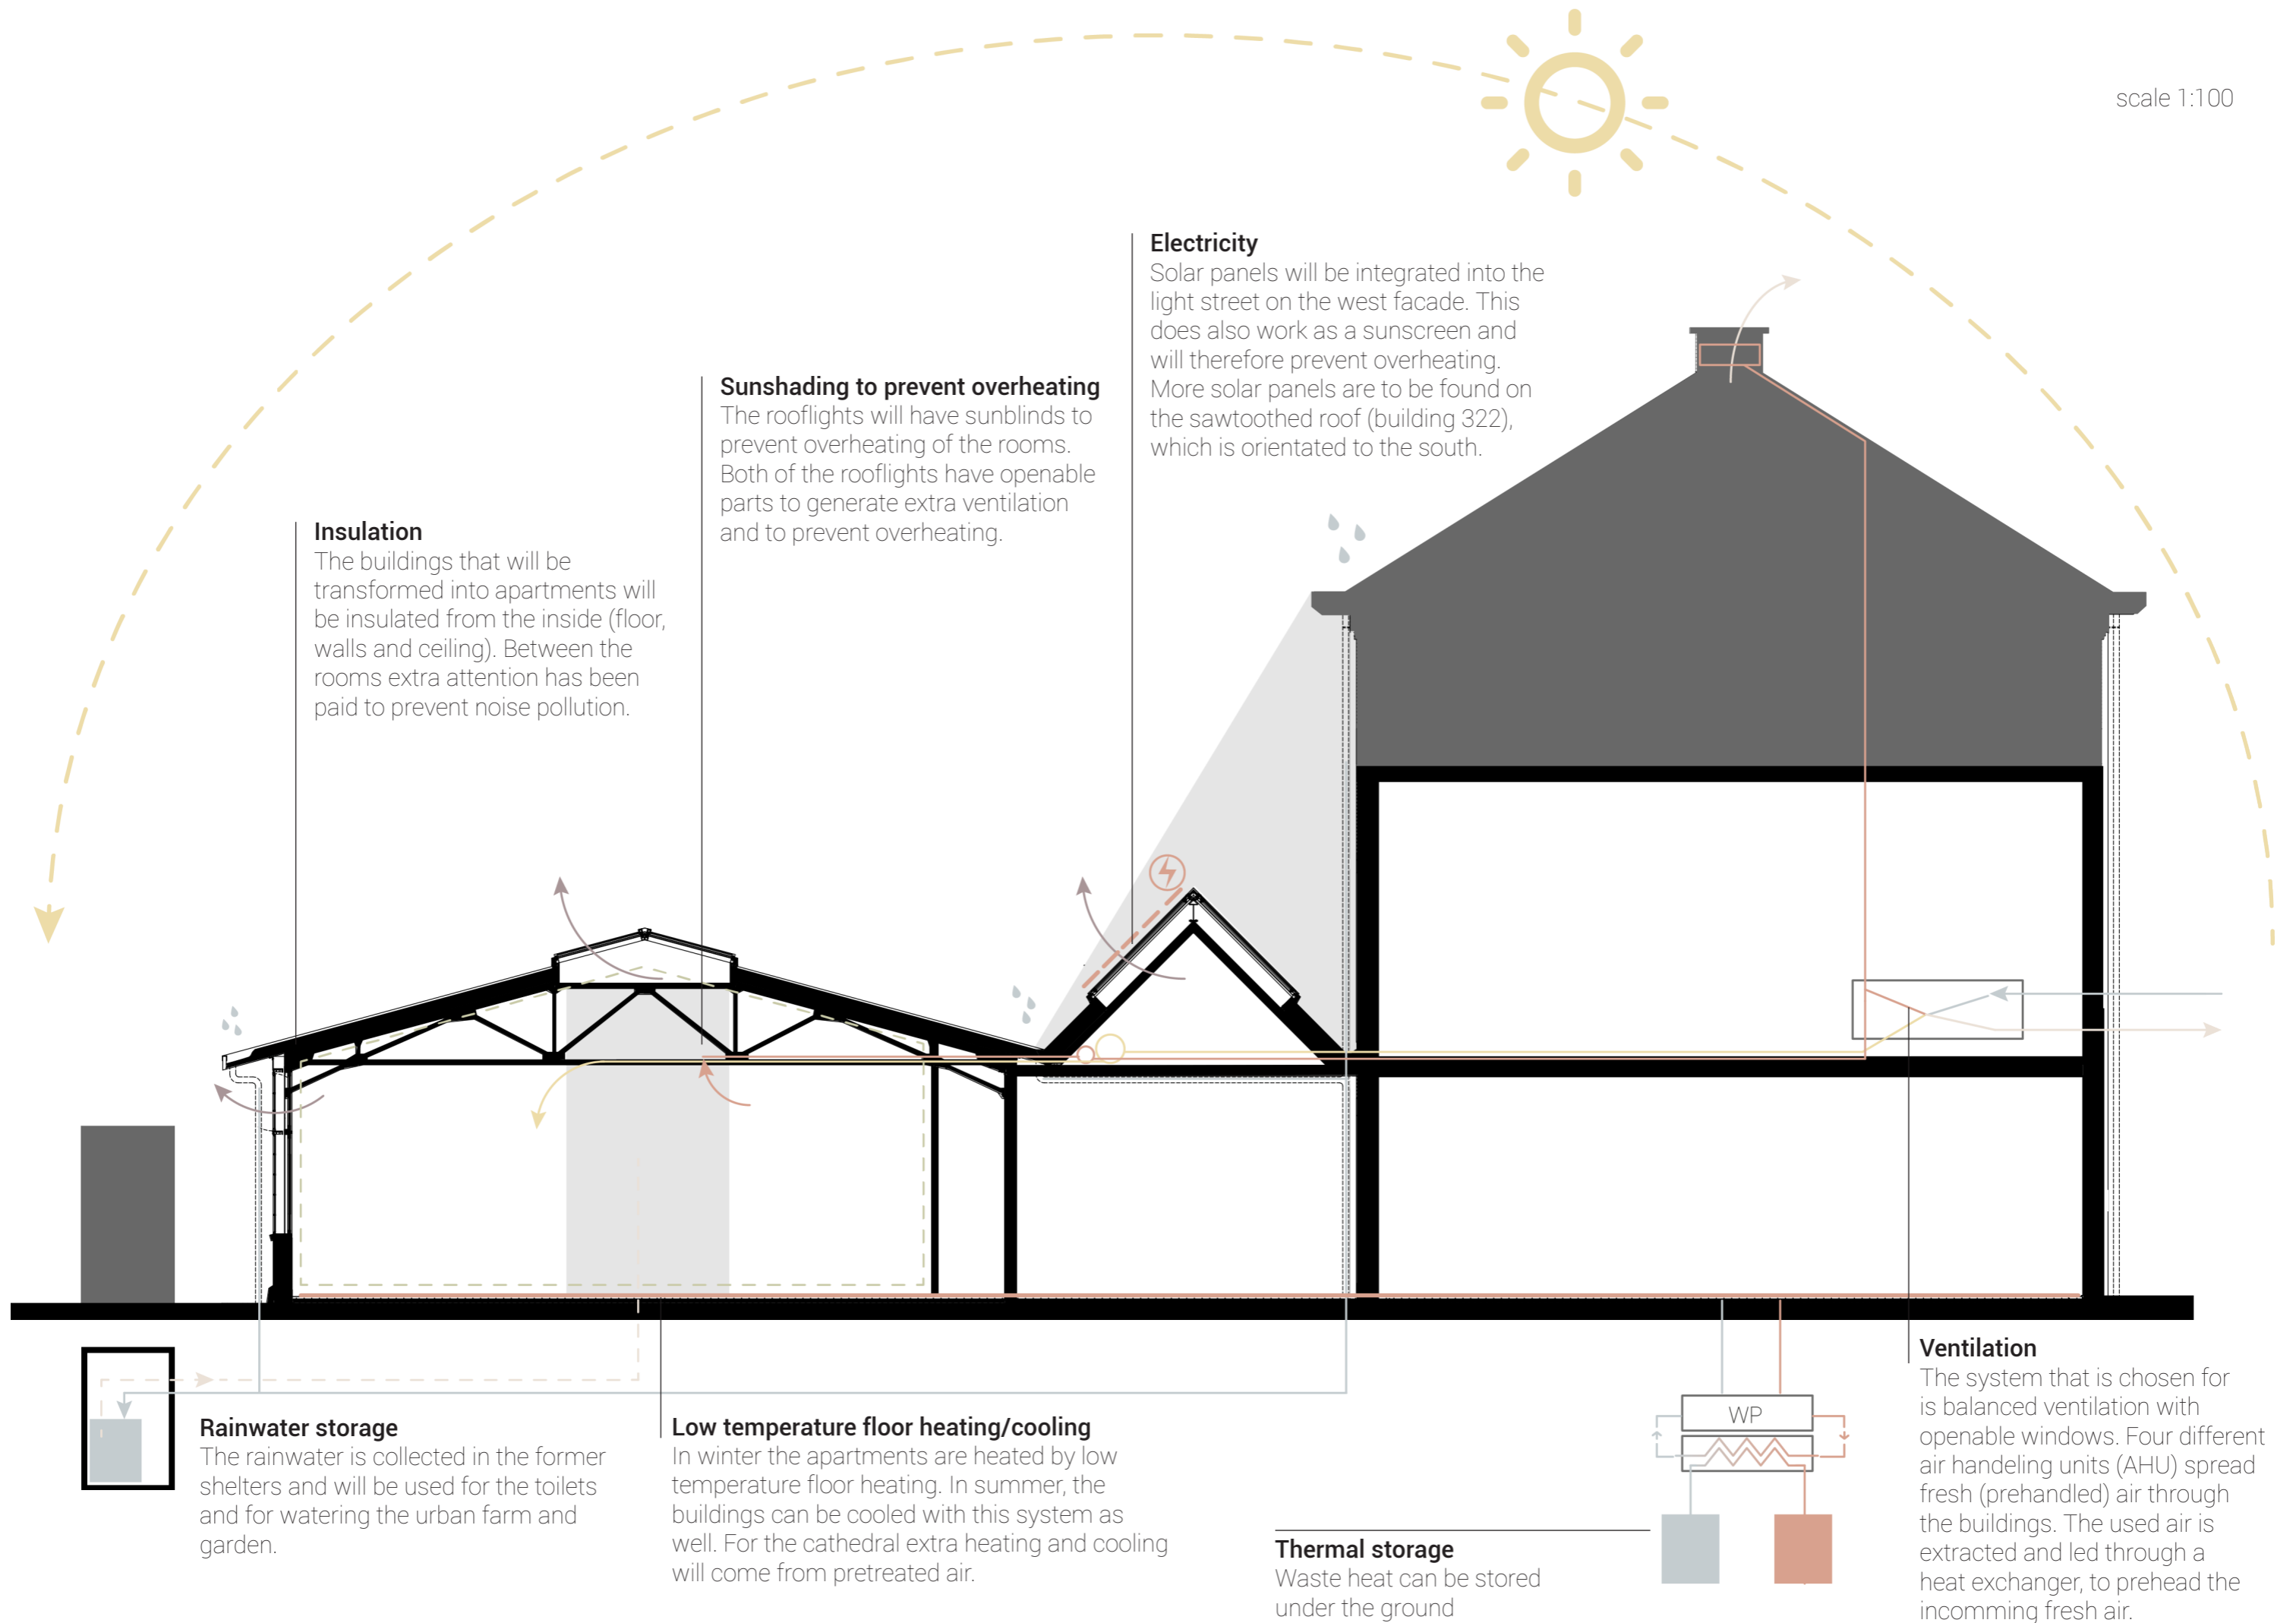 scale 1:100
Electricity
Solar panels will be integrated into the
light street on the west facade. This
does also work as a sunscreen and
will therefore prevent overheating.
More solar panels are to be found on
the sawtoothed roof (building 322),
which is orientated to the south.
Sunshading to prevent overheating
The rooflights will have sunblinds to
prevent overheating of the rooms.
Both of the rooflights have openable
parts to generate extra ventilation
and to prevent overheating.
Insulation
The buildings that will be
transformed into apartments will
be insulated from the inside (floor,
walls and ceiling). Between the
rooms extra attention has been
paid to prevent noise pollution.
Rainwater storage
The rainwater is collected in the former
shelters and will be used for the toilets
and for watering the urban farm and
garden.
Low temperature floor heating/cooling
In winter the apartments are heated by low
temperature floor heating. In summer, the
buildings can be cooled with this system as
well. For the cathedral extra heating and cooling
will come from pretreated air.
WP
Thermal storage
Waste heat can be stored
under the ground
Ventilation
The system that is chosen for
is balanced ventilation with
openable windows. Four different
air handeling units (AHU) spread
fresh (prehandled) air through
the buildings. The used air is
extracted and led through a
heat exchanger, to prehead the
incomming fresh air.